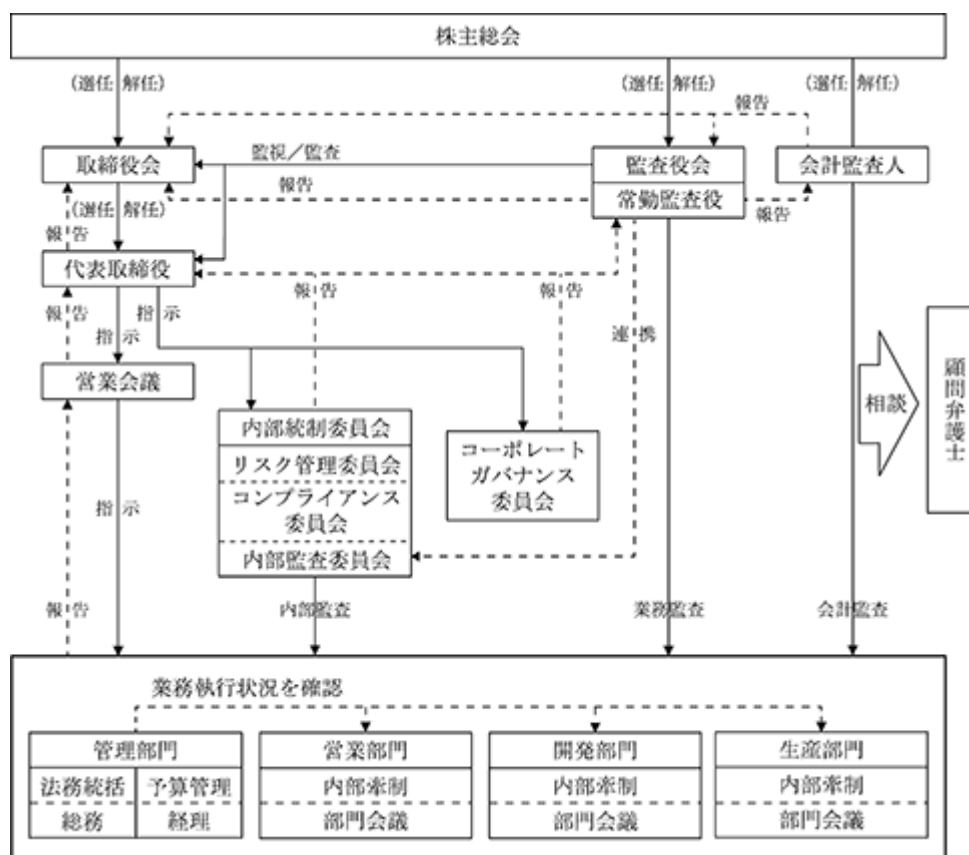 株主総会
(選任 解任)
(選任 解任)
(選任 解任)
報告
取締役会
監視／監査
監査役会
会計監査人
報告
常勤監査役
報告
(選任 解任)
報告
代表取締役
報告
指示
指示
報告
報告
連携
営業会議
相談
顧問弁護士
内部統制委員会
リスク管理委員会
コンプライアンス
委員会
内部監査委員会
コーポレート
ガバナンス
委員会
指示
報告
内部監査
業務監査
会計監査
業務執行状況を確認
管理部門
営業部門
開発部門
生産部門
法務統括
予算管理
内部牽制
内部牽制
内部牽制
総務
経理
部門会議
部門会議
部門会議